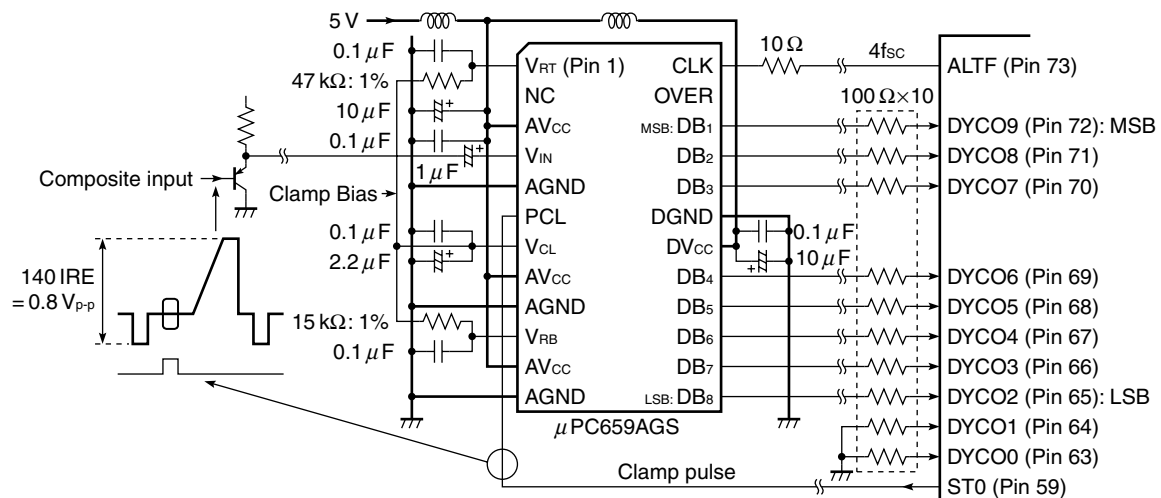 5 V
0.1 µF
47 kΩ: 1%
10 µF
0.1 µF
1 µF
Composite input
Clamp Bias
0.1 µF
2.2 µF
140 IRE
= 0.8 Vp-p
15 kΩ: 1%
0.1 µF
VRT (Pin 1)
NC
AVCC
VIN
AGND
PCL
VCL
AVCC
AGND
VRB
AVCC
AGND
CLK
OVER
MSB: DB1
DB2
DB3
DGND
DVCC
DB4
DB5
DB6
DB7
LSB: DB8
µPC659AGS
0.1 µF
10 µF
10 Ω
4fSC
100 Ω×10
ALTF (Pin 73)
DYCO9 (Pin 72): MSB
DYCO8 (Pin 71)
DYCO7 (Pin 70)
DYCO6 (Pin 69)
DYCO5 (Pin 68)
DYCO4 (Pin 67)
DYCO3 (Pin 66)
DYCO2 (Pin 65): LSB
DYCO1 (Pin 64)
DYCO0 (Pin 63)
Clamp pulse
ST0 (Pin 59)